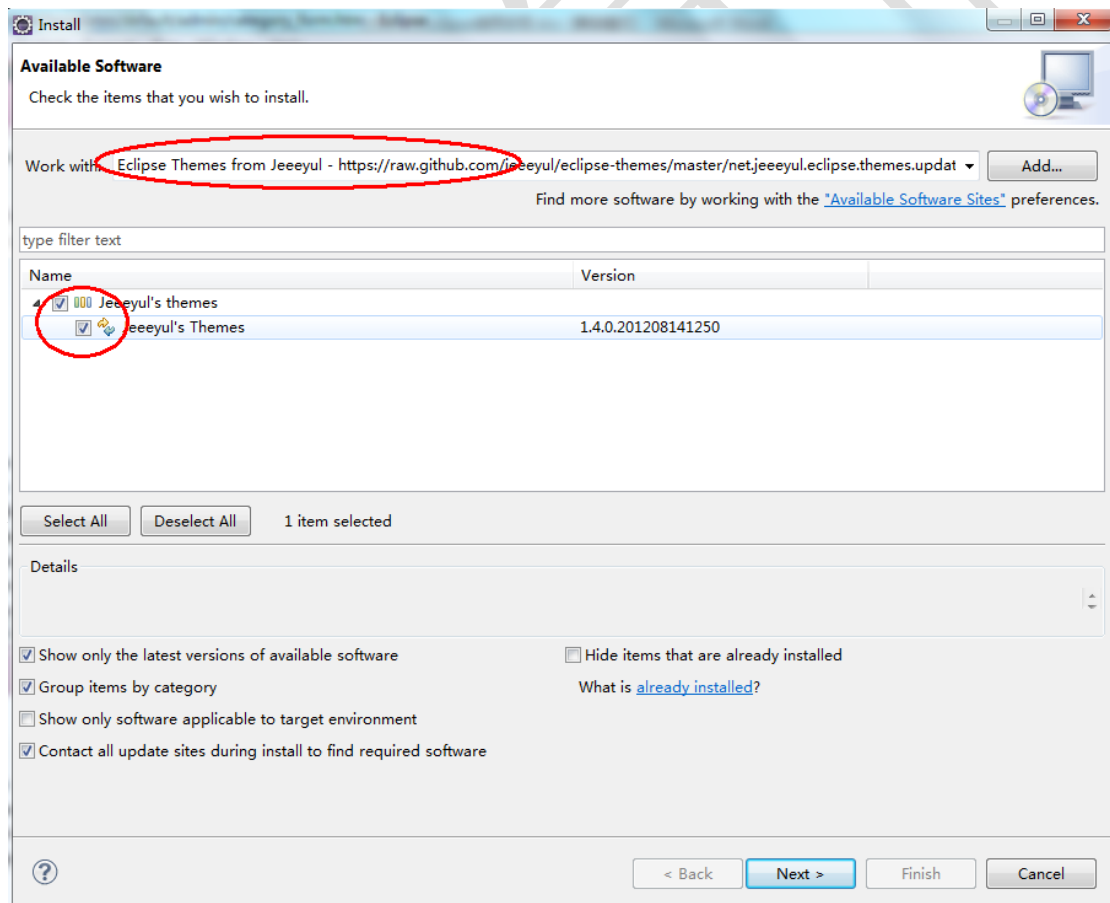 Install
Available Software
Check the items that you wish to install.
Work with: Eclipse Themes from Jeeeyul - https://raw.github.com/jeeeyul/eclipse-themes/master/net.jeeeyul.eclipse.themes.updat Add...
Find more software by working with the "Available Software Sites" preferences.
type filter text
Name Version
Jeeeyul's themes
Jeeeyul's Themes 1.4.0.201208141250
Select All Deselect All 1 item selected
Details
Show only the latest versions of available software Hide items that are already installed
Group items by category What is already installed?
Show only software applicable to target environment
Contact all update sites during install to find required software
< Back Next > Finish Cancel